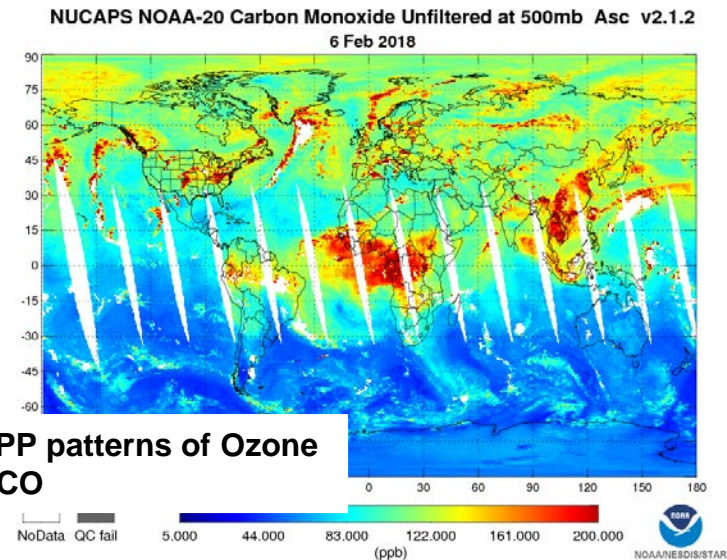 NUCAPS NOAA-20 Carbon Monoxide Unfiltered at 500mb Asc v2.1.2
6 Feb 2018
90
75
60
45
30
15
0
-15
-30
-45
-60
PP patterns of Ozone
CO
0 30 60 90 120 150 180
NoData QC fail
5.000 44.000 83.000 122.000 161.000 200.000
(ppb)
NOAA
NOAA/NESDIS/STAR